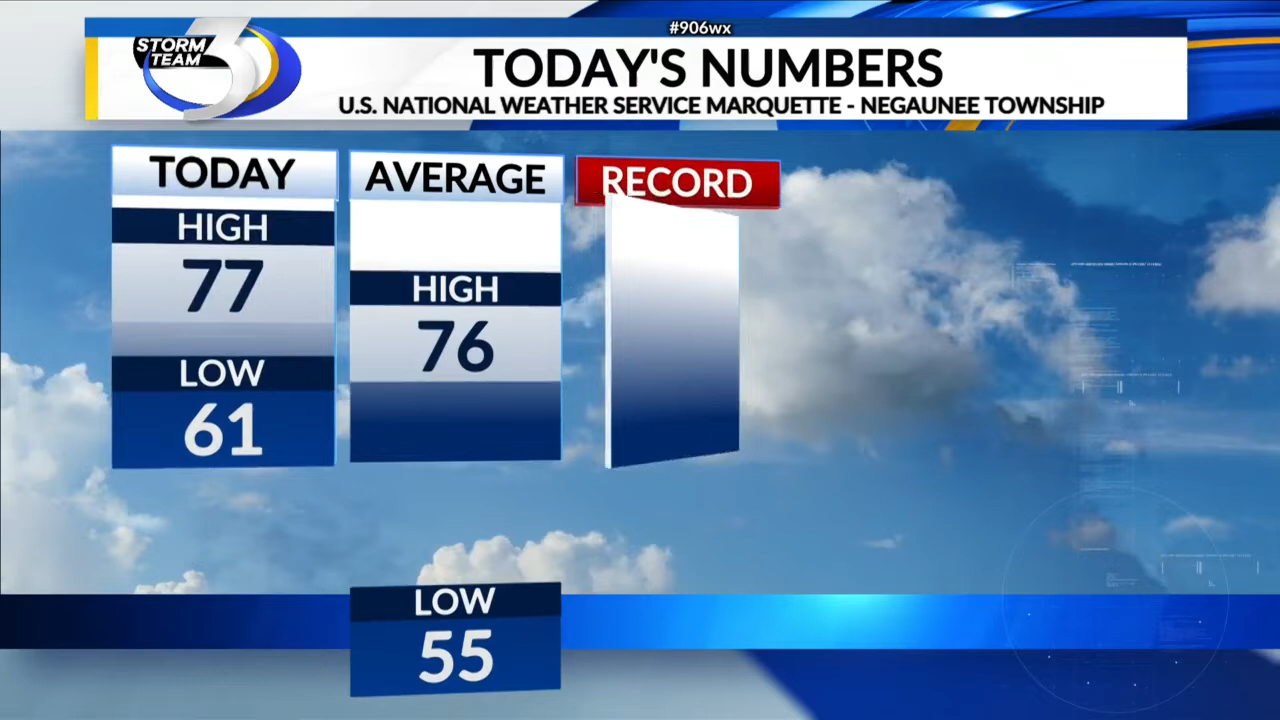 #906wx
STORM
TEAM
3
TODAY'S NUMBERS
U.S. NATIONAL WEATHER SERVICE MARQUETTE - NEGAUNEE TOWNSHIP
TODAY
HIGH
77
LOW
61
AVERAGE
HIGH
76
LOW
55
RECORD